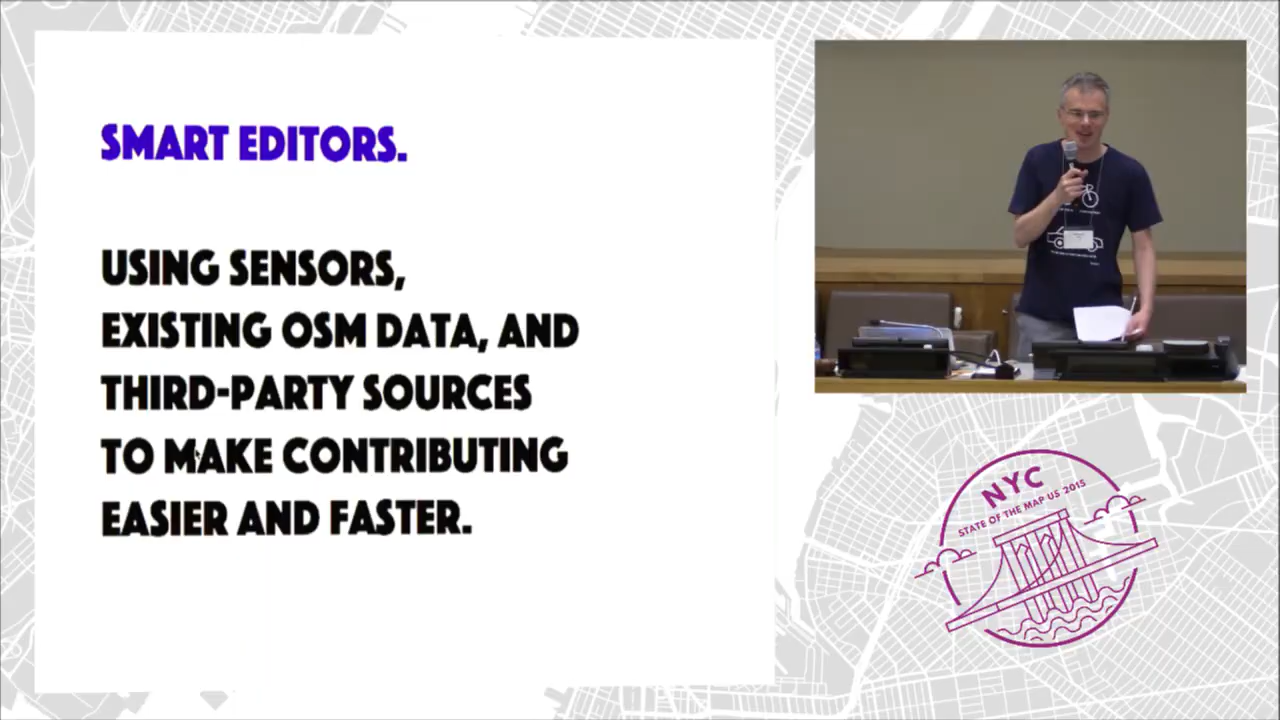 SMART EDITORS.
USING SENSORS,
EXISTING OSM DATA, AND
THIRD-PARTY SOURCES
TO MAKE CONTRIBUTING
EASIER AND FASTER.
NYC
STATE OF THE MAP US 2015